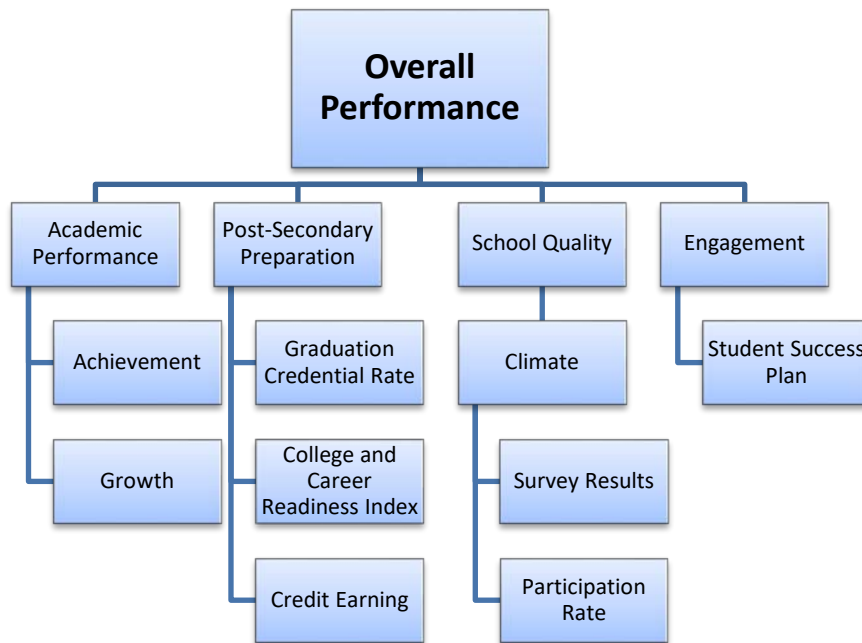 Overall
Performance
Academic
Performance
Post-Secondary
Preparation
School Quality
Engagement
Achievement
Graduation
Credential Rate
Climate
Student Success
Plan
Growth
College and
Career
Readiness Index
Survey Results
Credit Earning
Participation
Rate